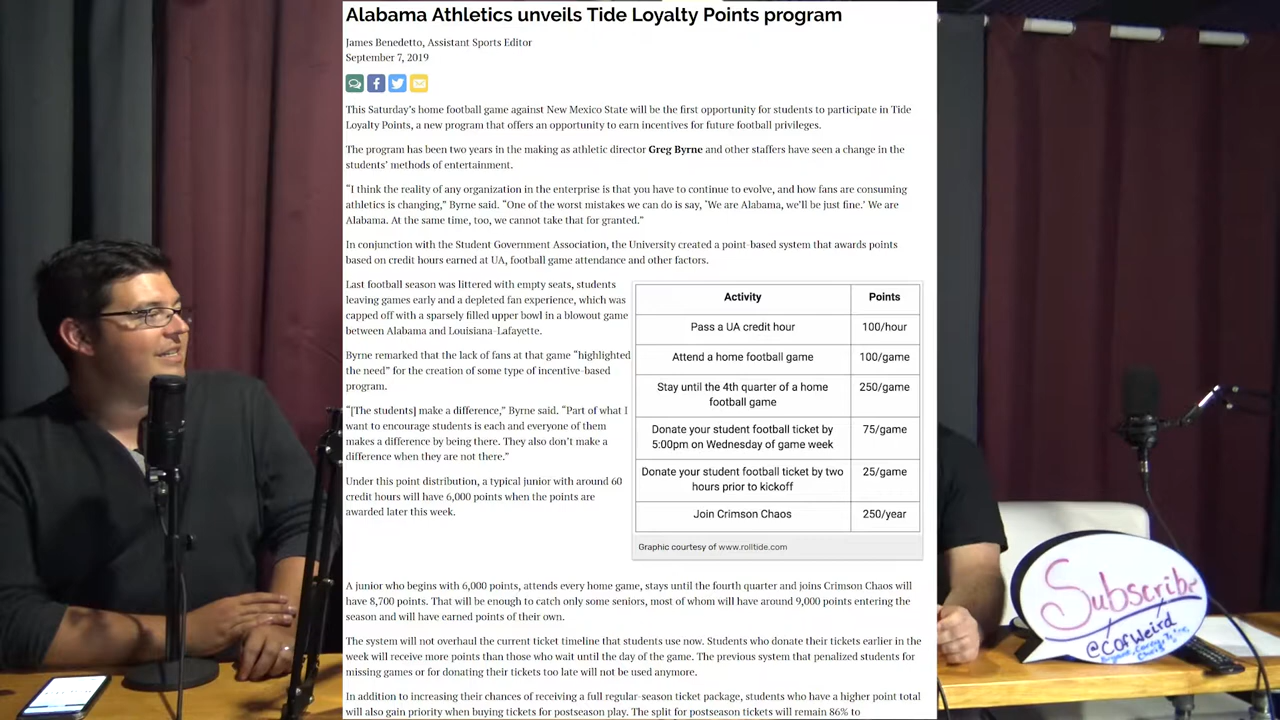 Alabama Athletics unveils Tide Loyalty Points program
James Benedetto, Assistant Sports Editor
September 7, 2019
This Saturday's home football game against New Mexico State will be the first opportunity for students to participate in Tide
Loyalty Points, a new program that offers an opportunity to earn incentives for future football privileges.
The program has been two years in the making as athletic director Greg Byrne and other staffers have seen a change in the
students' methods of entertainment.
“I think the reality of any organization in the enterprise is that you have to continue to evolve, and how fans are consuming
athletics is changing,” Byrne said. “One of the worst mistakes we can do is say, ‘We are Alabama, we'll be just fine.’ We are
Alabama. At the same time, too, we cannot take that for granted.”
In conjunction with the Student Government Association, the University created a point-based system that awards points
based on credit hours earned at UA, football game attendance and other factors.
Last football season was littered with empty seats, students
leaving games early and a depleted fan experience, which was
capped off with a sparsely filled upper bowl in a blowout game
between Alabama and Louisiana-Lafayette.
Byrne remarked that the lack of fans at that game “highlighted
the need” for the creation of some type of incentive-based
program.
“[The students] make a difference,” Byrne said. “Part of what I
want to encourage students is each and everyone of them
makes a difference by being there. They also don't make a
difference when they are not there.”
Under this point distribution, a typical junior with around 60
credit hours will have 6,000 points when the points are
awarded later this week.
Activity Points
Pass a UA credit hour 100/hour
Attend a home football game 100/game
Stay until the 4th quarter of a home 250/game
football game
Donate your student football ticket by 75/game
5:00pm on Wednesday of game week
Donate your student football ticket by two 25/game
hours prior to kickoff
Join Crimson Chaos 250/year
Graphic courtesy of www.rolltide.com
A junior who begins with 6,000 points, attends every home game, stays until the fourth quarter and joins Crimson Chaos will
have 8,700 points. That will be enough to catch only some seniors, most of whom will have around 9,000 points entering the
season and will have earned points of their own.
The system will not overhaul the current ticket timeline that students use now. Students who donate their tickets earlier in the
week will receive more points than those who wait until the day of the game. The previous system that penalized students for
missing games or for donating their tickets too late will not be used anymore.
In addition to increasing their chances of receiving a full regular-season ticket package, students who have a higher point total
will also gain priority when buying tickets for postseason play. The split for postseason tickets will remain 86% to
Subscribe
@CofWeird